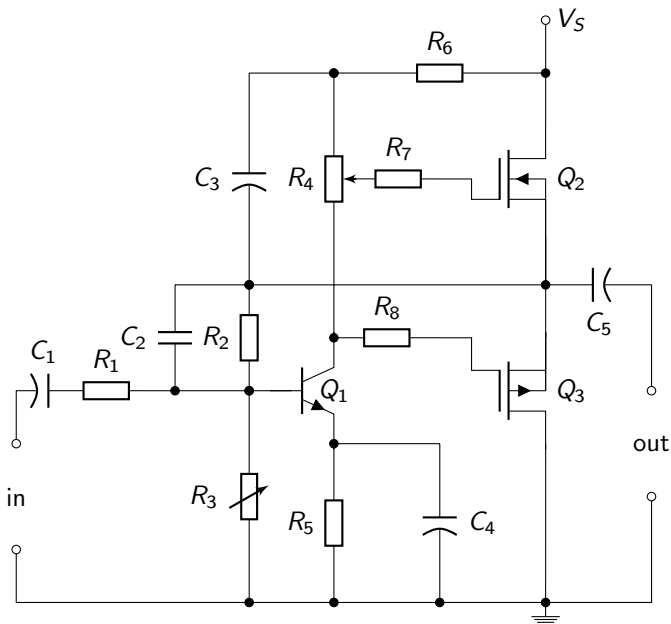 V_S
R_6
C_3
R_4
R_7
Q_2
C_5
C_2
R_2
R_8
C_1
R_1
Q_1
Q_3
out
R_3
in
R_5
C_4